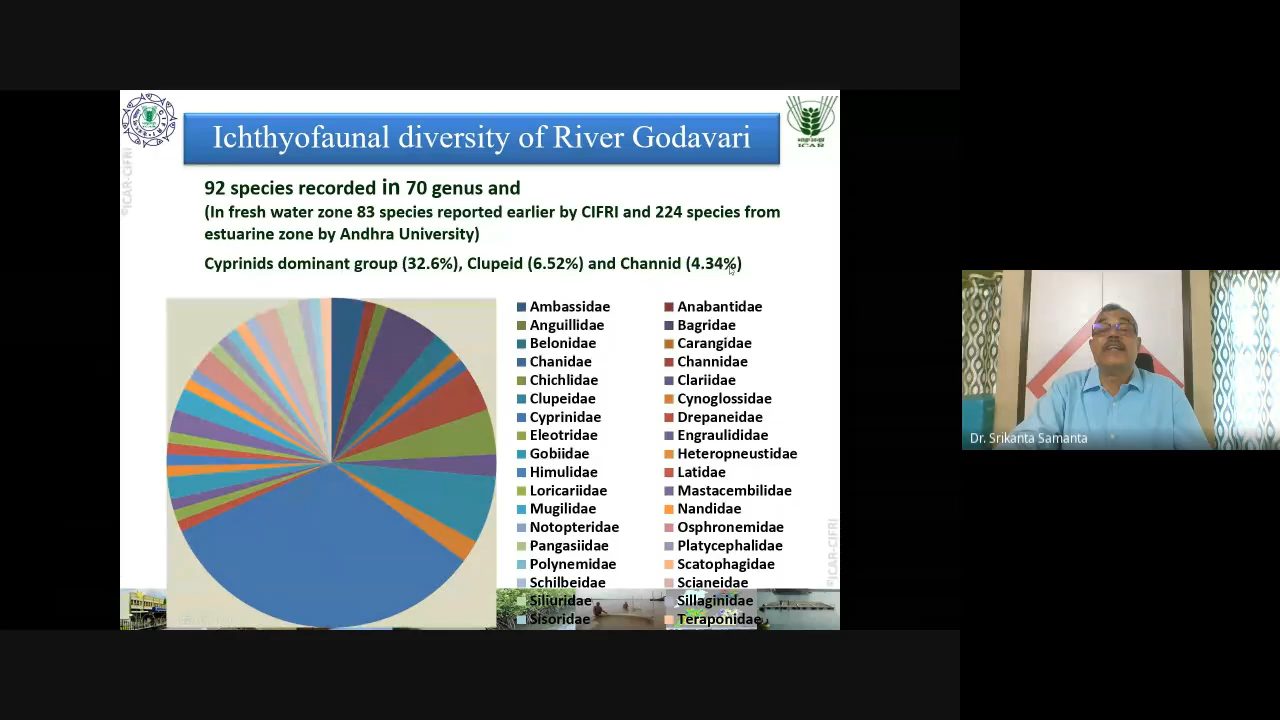 Ichthyofaunal diversity of River Godavari
ICAR
©ICAR-CIFRI
92 species recorded in 70 genus and
(In fresh water zone 83 species reported earlier by CIFRI and 224 species from
estuarine zone by Andhra University)
Cyprinids dominant group (32.6%), Clupeid (6.52%) and Channid (4.34%)
Ambassidae Anabantidae
Anguillidae Bagridae
Belonidae Carangidae
Chanidae Channidae
Chichlidae Clariidae
Clupeidae Cynoglossidae
Cyprinidae Drepaneidae
Eleotridae Engraulididae
Gobiidae Heteropneustidae
Himulidae Latidae
Loricariidae Mastacembilidae
Mugilidae Nandidae
Notopteridae Osphronemidae
Pangasiidae Platycephalidae
Polynemidae Scatophagidae
Schilbeidae Scianeidae
Siluridae Sillaginidae
Sisoridae Teraponidae
©ICAR-CIFRI
Dr. Srikanta Samanta